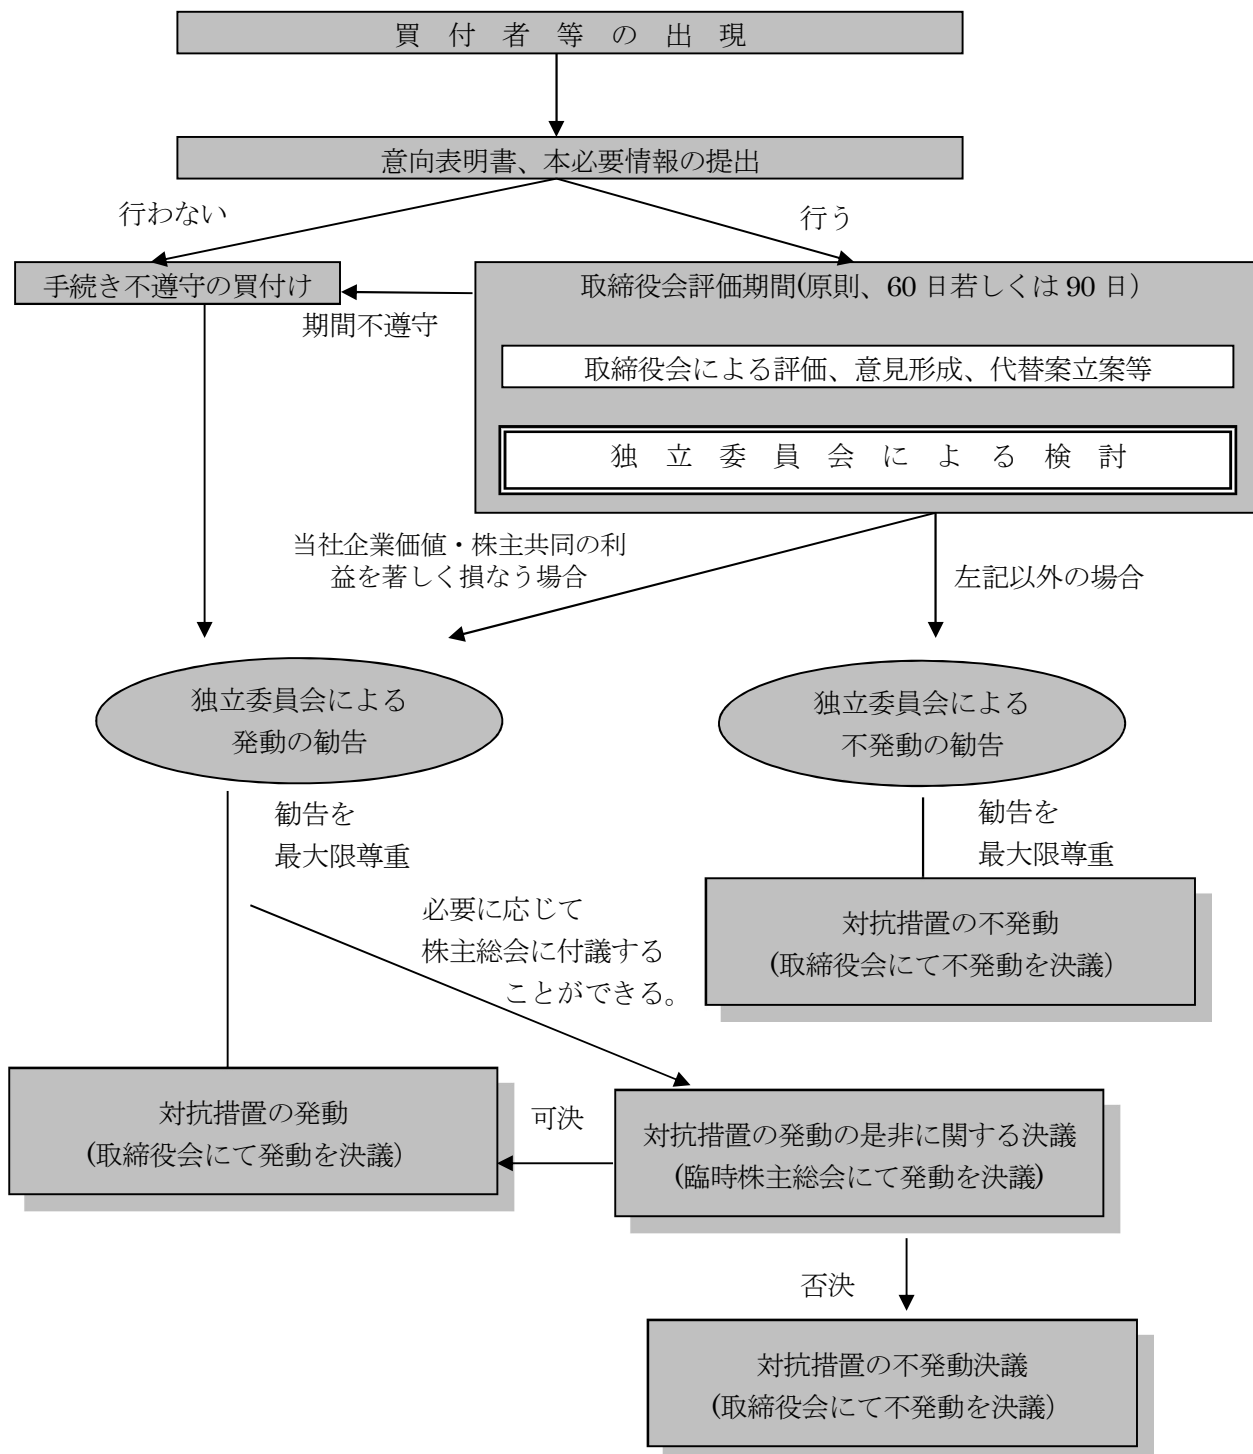 買付者等の出現
意向表明書、本必要情報の提出
行わない
行う
手続き不遵守の買付け
取締役会評価期間(原則、60 日若しくは 90 日)
期間不遵守
取締役会による評価、意見形成、代替案立案等
独立委員会による検討
当社企業価値・株主共同の利
益を著しく損なう場合
左記以外の場合
独立委員会による
発動の勧告
独立委員会による
不発動の勧告
勧告を
最大限尊重
勧告を
最大限尊重
必要に応じて
株主総会に付議する
ことができる。
対抗措置の不発動
(取締役会にて不発動を決議)
対抗措置の発動
(取締役会にて発動を決議)
可決
対抗措置の発動の是非に関する決議
(臨時株主総会にて発動を決議)
否決
対抗措置の不発動決議
(取締役会にて不発動を決議)